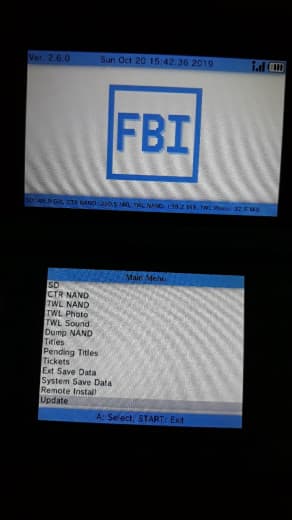 Ver. 2.6.0 Sun Oct 20 15:42:36 2019
FBI
Main Menu
SD
CTR NAND
TWL NAND
TWL Photo
TWL Sound
Dump NAND
Titles
Pending Titles
Tickets
Ext Save Data
System Save Data
Remote Install
Update
A: Select, START: Exit